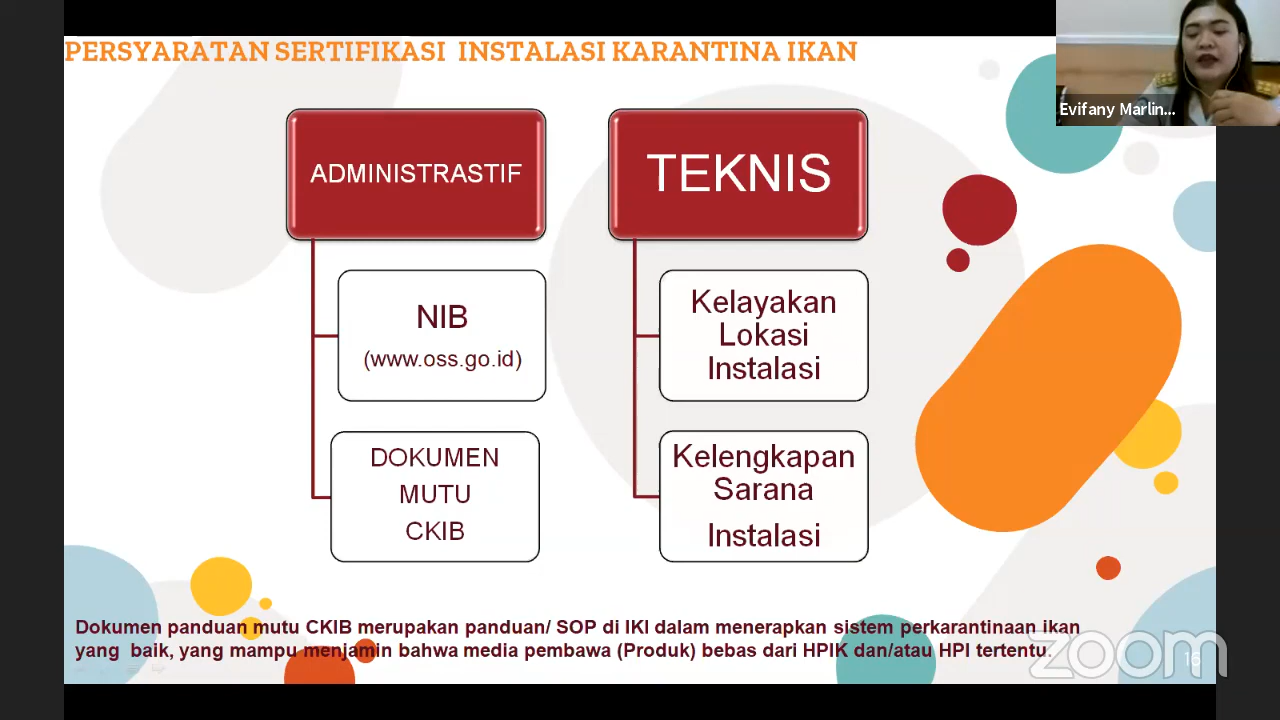 PERSYARATAN SERTIFIKASI INSTALASI KARANTINA IKAN
Evifany Marlin...
ADMINISTRASTIF
NIB
(www.oss.go.id)
DOKUMEN
MUTU
CKIB
TEKNIS
Kelayakan
Lokasi
Instalasi
Kelengkapan
Sarana
Instalasi
Dokumen panduan mutu CKIB merupakan panduan/ SOP di IKI dalam menerapkan sistem perkarantinaan ikan
yang baik, yang mampu menjamin bahwa media pembawa (Produk) bebas dari HPIK dan/atau HPI tertentu.
zoom
16